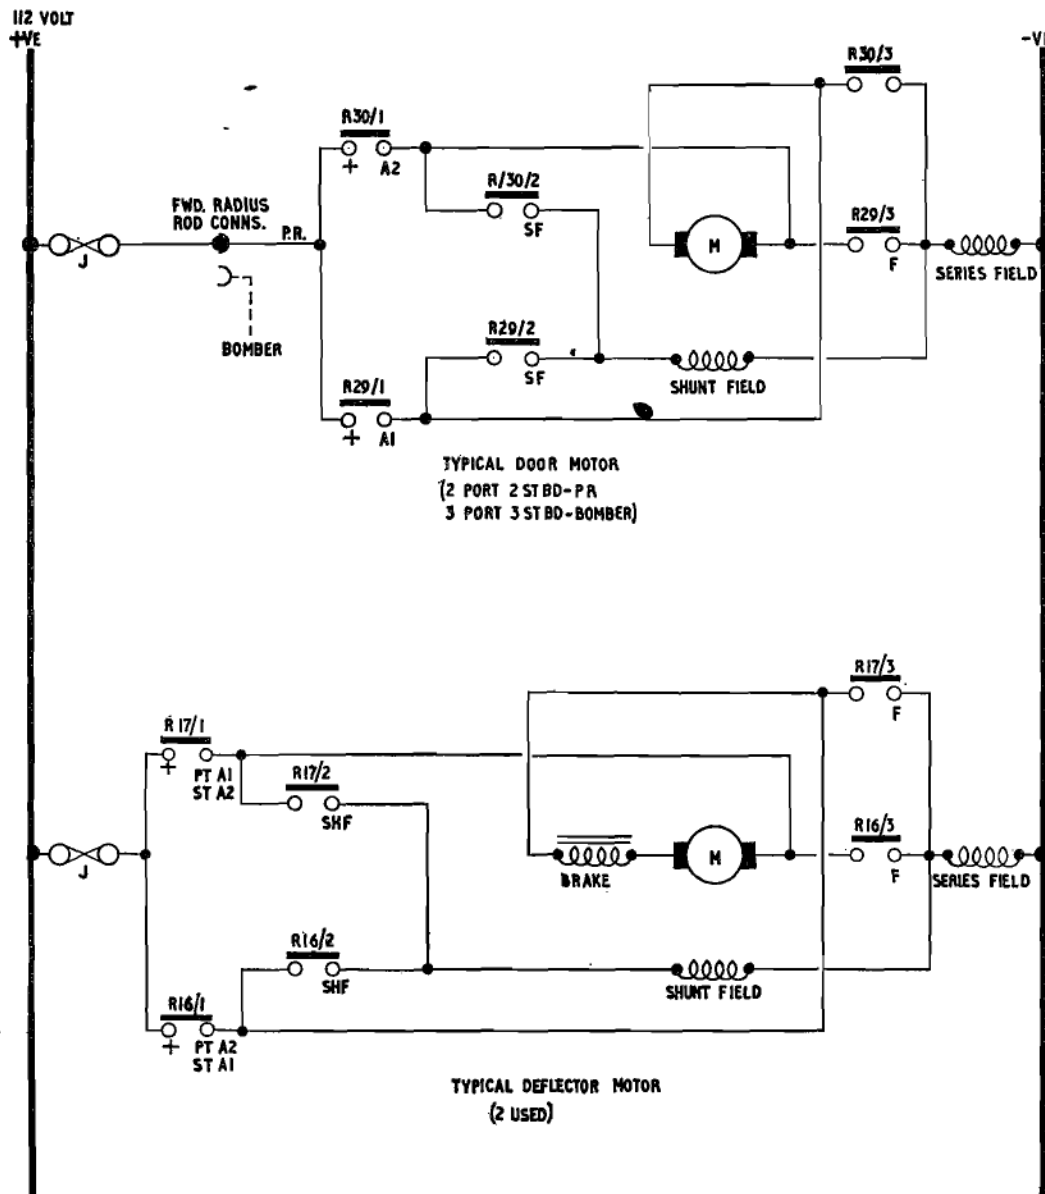 112 VOLT
+VE
-VE
R30/3
R30/1
+ A2
R/30/2
SF
FWD. RADIUS
ROD CONNS.
P.R.
J
R29/3
M
F
SERIES FIELD
BOMBER
R29/2
SF
SHUNT FIELD
R29/1
+ A1
TYPICAL DOOR MOTOR
(2 PORT 2 STBD-PR
3 PORT 3 STBD-BOMBER)
R17/3
F
R17/1
+ PT A1
ST A2
R17/2
SHF
R16/3
M
F
J
BRAKE
SERIES FIELD
R16/2
SHF
SHUNT FIELD
R16/1
+ PT A2
ST A1
TYPICAL DEFLECTOR MOTOR
(2 USED)